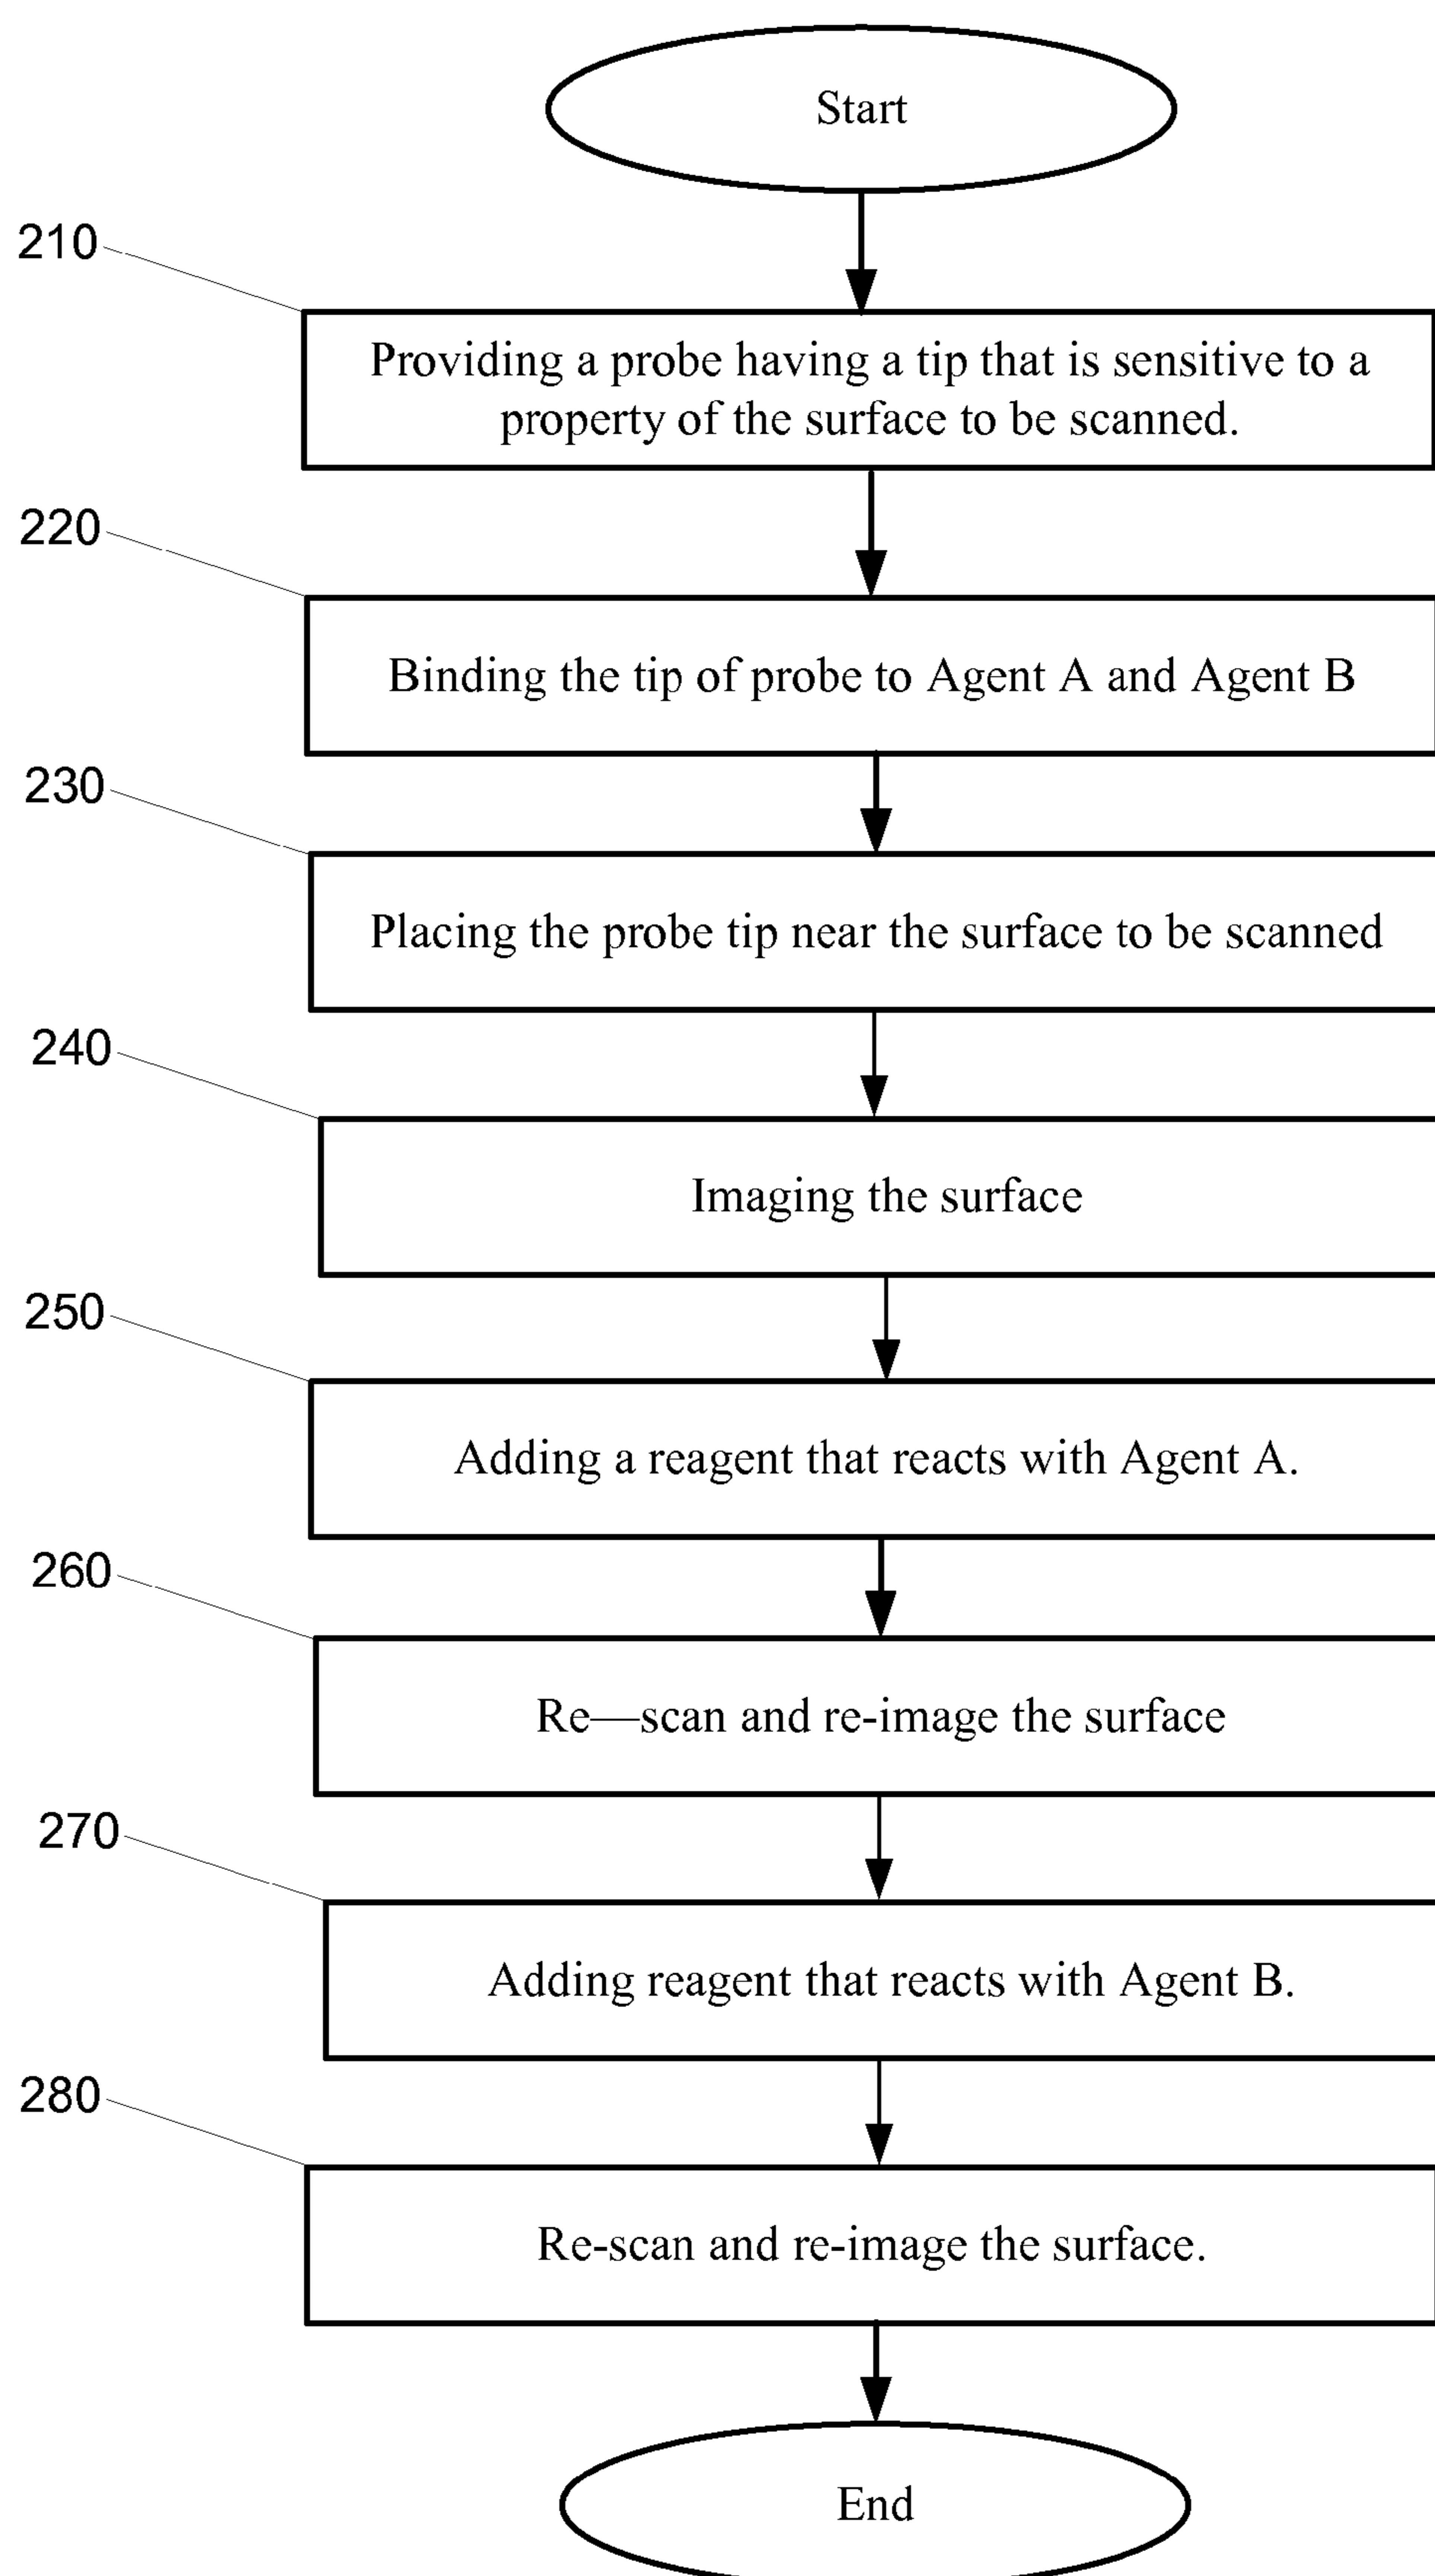 Start
210
Providing a probe having a tip that is sensitive to a
property of the surface to be scanned.
220
Binding the tip of probe to Agent A and Agent B
230
Placing the probe tip near the surface to be scanned
240
Imaging the surface
250
Adding a reagent that reacts with Agent A.
260
Re—scan and re-image the surface
270
Adding reagent that reacts with Agent B.
280
Re-scan and re-image the surface.
End